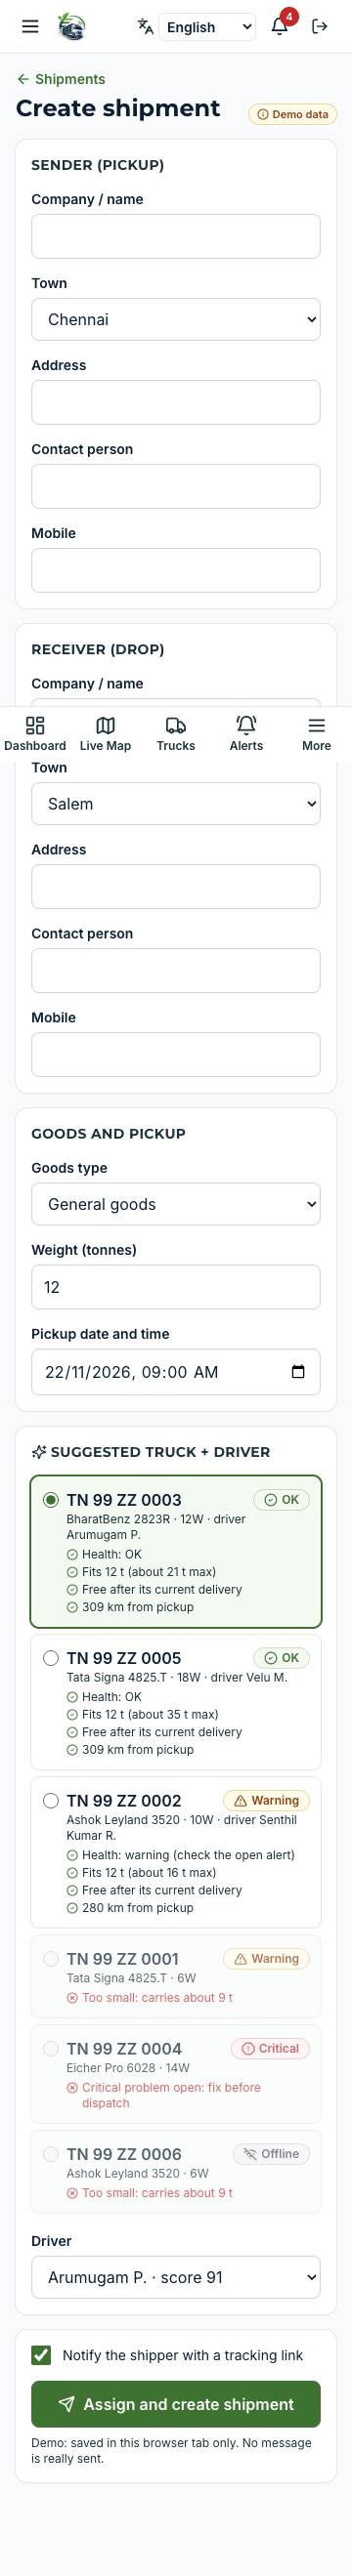 English
4
Shipments
Create shipment
Demo data
SENDER (PICKUP)
Company / name
Town
Chennai
Address
Contact person
Mobile
RECEIVER (DROP)
Company / name
Dashboard
Live Map
Trucks
Alerts
More
Town
Salem
Address
Contact person
Mobile
GOODS AND PICKUP
Goods type
General goods
Weight (tonnes)
12
Pickup date and time
22/11/2026, 09:00 AM
SUGGESTED TRUCK + DRIVER
TN 99 ZZ 0003
OK
BharatBenz 2823R · 12W · driver
Arumugam P.
Health: OK
Fits 12 t (about 21 t max)
Free after its current delivery
309 km from pickup
TN 99 ZZ 0005
OK
Tata Signa 4825.T · 18W · driver Velu M.
Health: OK
Fits 12 t (about 35 t max)
Free after its current delivery
309 km from pickup
TN 99 ZZ 0002
Warning
Ashok Leyland 3520 · 10W · driver Senthil
Kumar R.
Health: warning (check the open alert)
Fits 12 t (about 16 t max)
Free after its current delivery
280 km from pickup
TN 99 ZZ 0001
Warning
Tata Signa 4825.T · 6W
Too small: carries about 9 t
TN 99 ZZ 0004
Critical
Eicher Pro 6028 · 14W
Critical problem open: fix before
dispatch
TN 99 ZZ 0006
Offline
Ashok Leyland 3520 · 6W
Too small: carries about 9 t
Driver
Arumugam P. · score 91
Notify the shipper with a tracking link
Assign and create shipment
Demo: saved in this browser tab only. No message
is really sent.